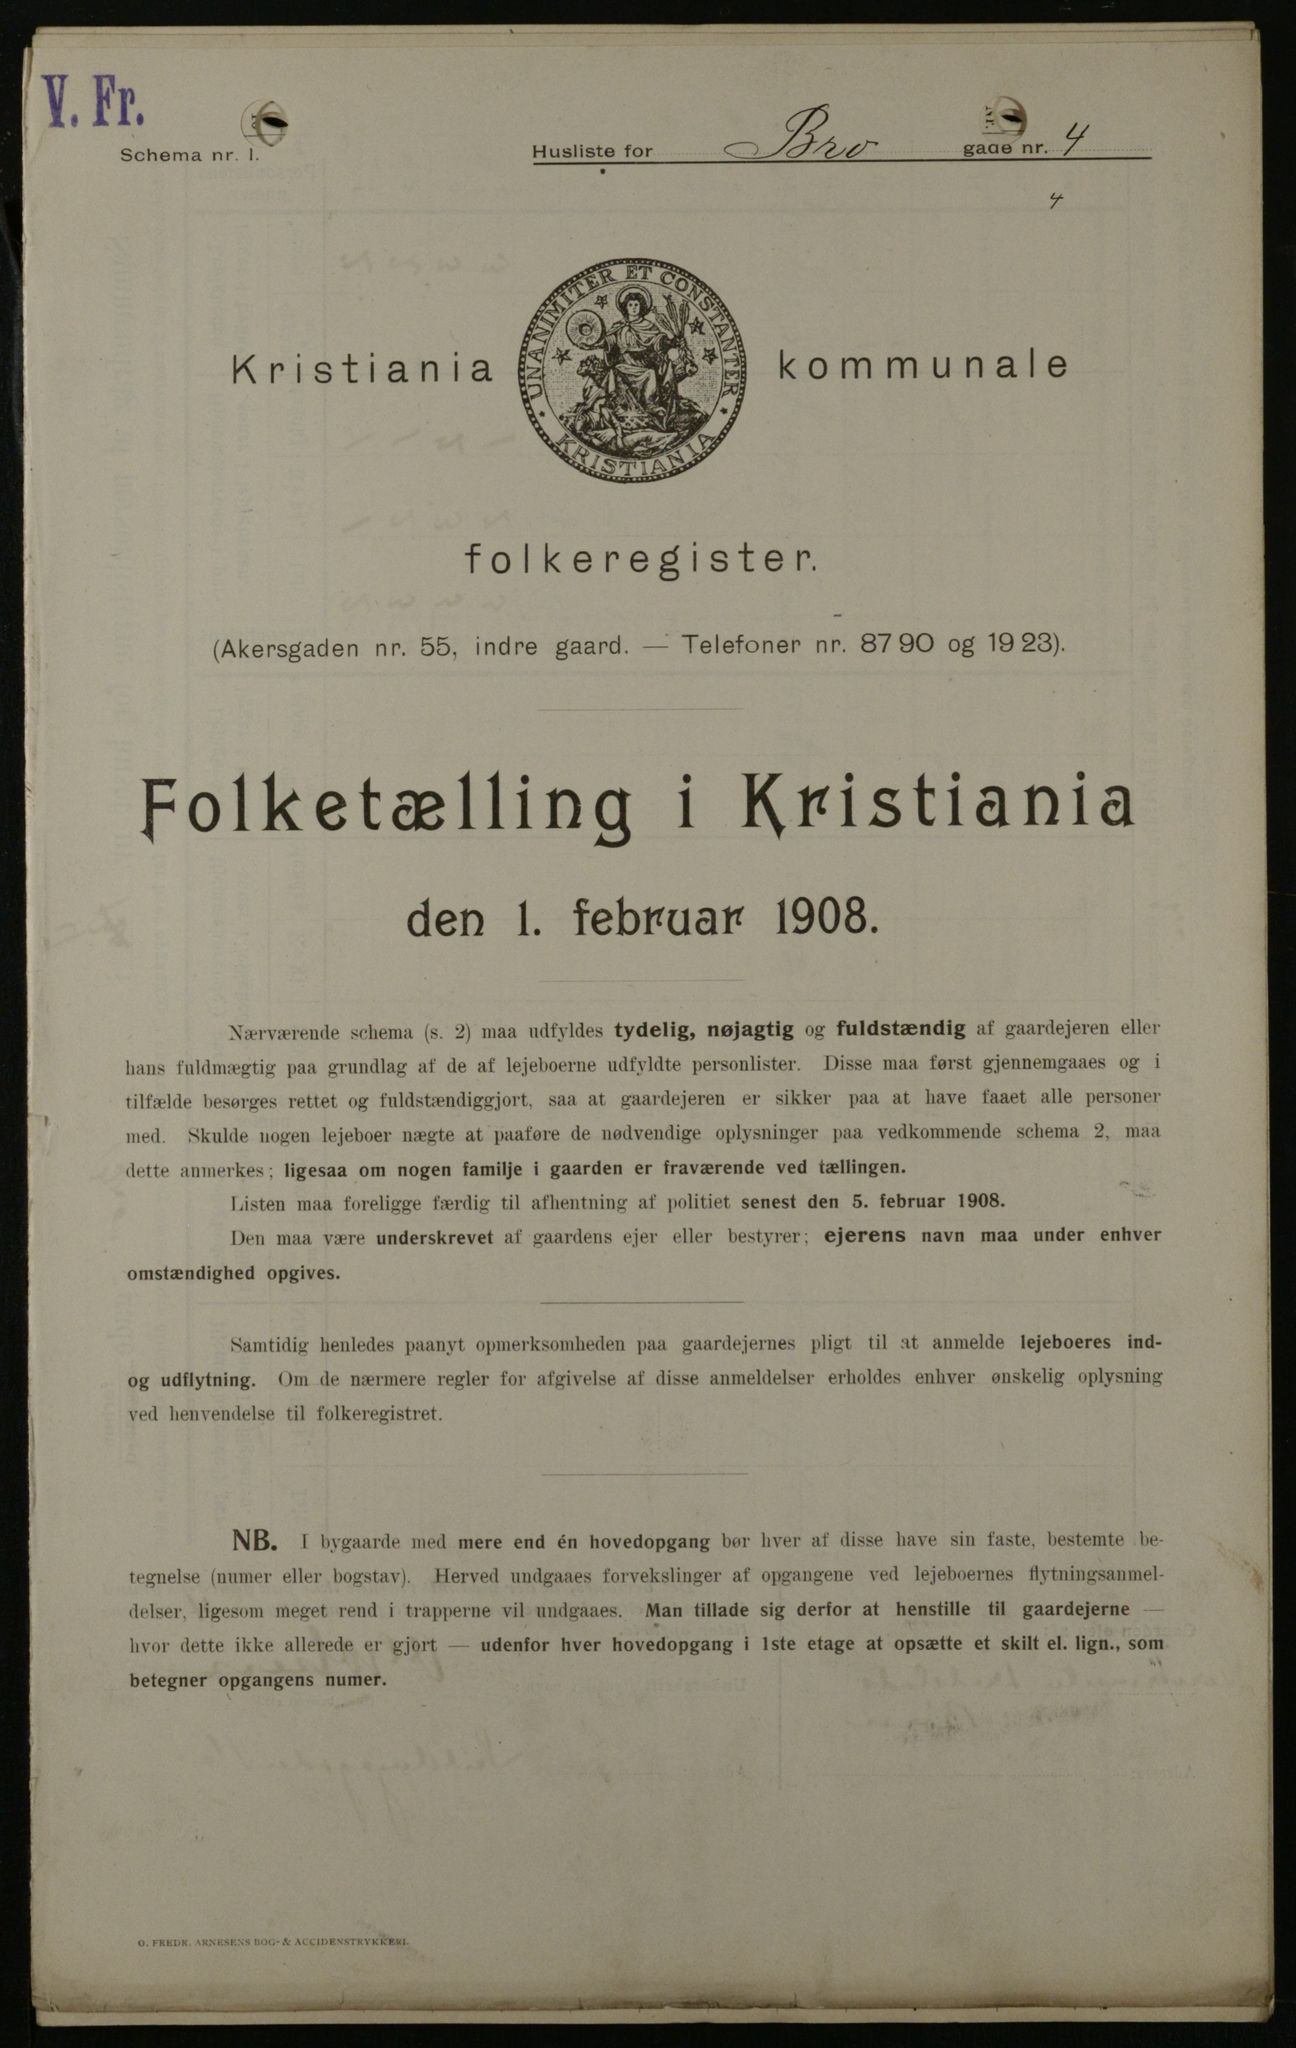 V. Fr.
Schema nr. 1.
Husliste for Bro gade nr. 4
4
UNANIMITER ET CONSTANTER
KRISTIANIA
Kristiania kommunale
folkeregister.
(Akersgaden nr. 55, indre gaard. — Telefoner nr. 87 90 og 19 23).
Folketælling i Kristiania
den 1. februar 1908.
Nærværende schema (s. 2) maa udfyldes tydelig, nøjagtig og fuldstændig af gaardejeren eller
hans fuldmægtig paa grundlag af de af lejeboerne udfyldte personlister. Disse maa først gjennemgaaes og i
tilfælde besørges rettet og fuldstændiggjort, saa at gaardejeren er sikker paa at have faaet alle personer
med. Skulde nogen lejeboer nægte at paaføre de nødvendige oplysninger paa vedkommende schema 2, maa
dette anmerkes; ligesaa om nogen familje i gaarden er fraværende ved tællingen.
Listen maa foreligge færdig til afhentning af politiet senest den 5. februar 1908.
Den maa være underskrevet af gaardens ejer eller bestyrer; ejerens navn maa under enhver
omstændighed opgives.
Samtidig henledes paanyt opmerksomheden paa gaardejernes pligt til at anmelde lejeboeres ind-
og udflytning. Om de nærmere regler for afgivelse af disse anmeldelser erholdes enhver ønskelig oplysning
ved henvendelse til folkeregistret.
NB. I bygaarde med mere end én hovedopgang bør hver af disse have sin faste, bestemte be-
tegnelse (numer eller bogstav). Herved undgaaes forvekslinger af opgangene ved lejeboernes flytningsanmel-
delser, ligesom meget rend i trapperne vil undgaaes. Man tillade sig derfor at henstille til gaardejerne —
hvor dette ikke allerede er gjort — udenfor hver hovedopgang i 1ste etage at opsætte et skilt el. lign., som
betegner opgangens numer.
O. FREDR. ARNESENS BOG- & ACCIDENSTRYKKERI.